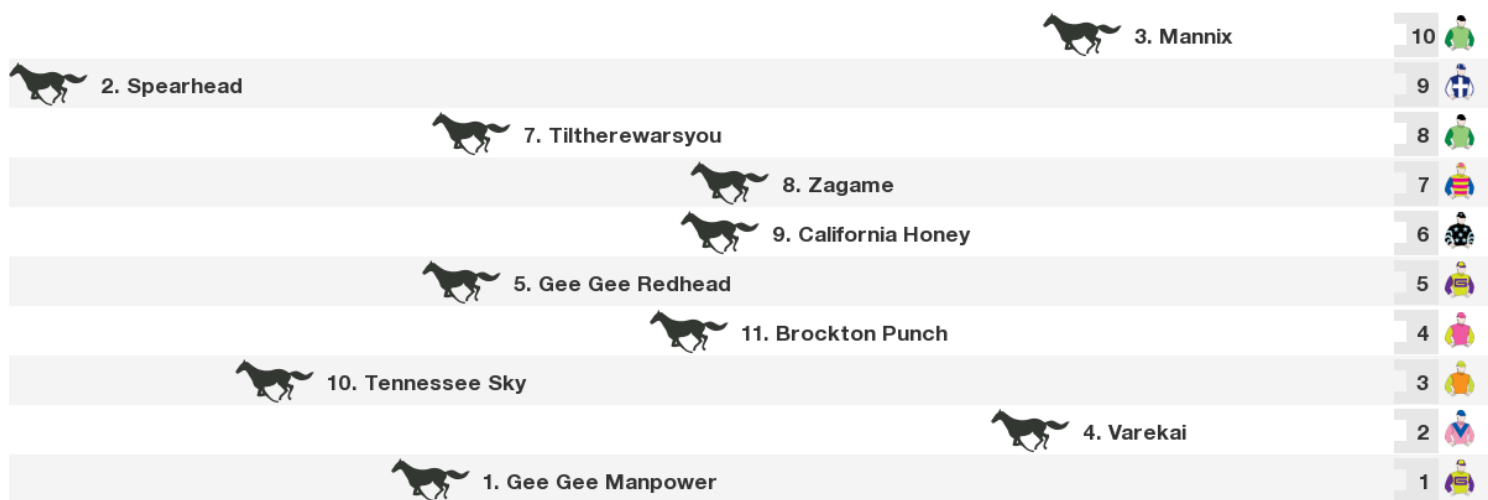 3. Mannix 10
2. Spearhead 9
7. Tiltherewarsyou 8
8. Zagame 7
9. California Honey 6
5. Gee Gee Redhead 5
11. Brockton Punch 4
10. Tennessee Sky 3
4. Varekai 2
1. Gee Gee Manpower 1